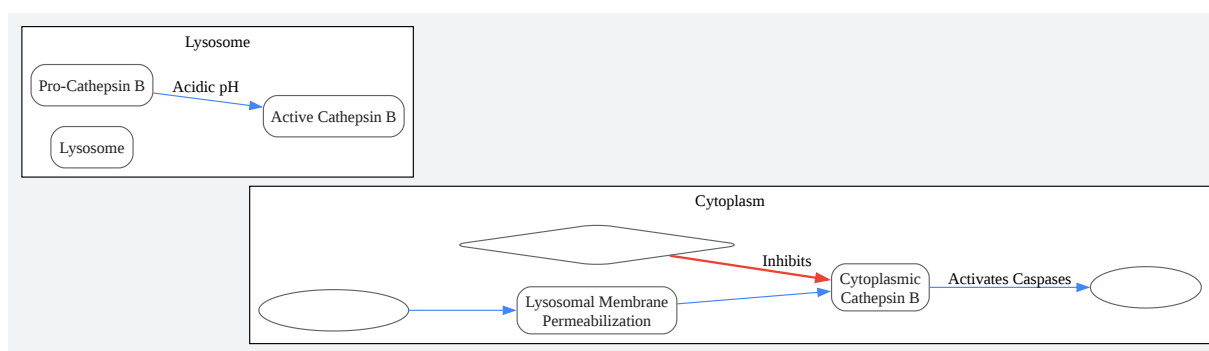 Lysosome
Pro-Cathepsin B
Acidic pH
Active Cathepsin B
Lysosome
Cytoplasm
Inhibits
Cytoplasmic
Cathepsin B
Activates Caspases
Lysosomal Membrane
Permeabilization